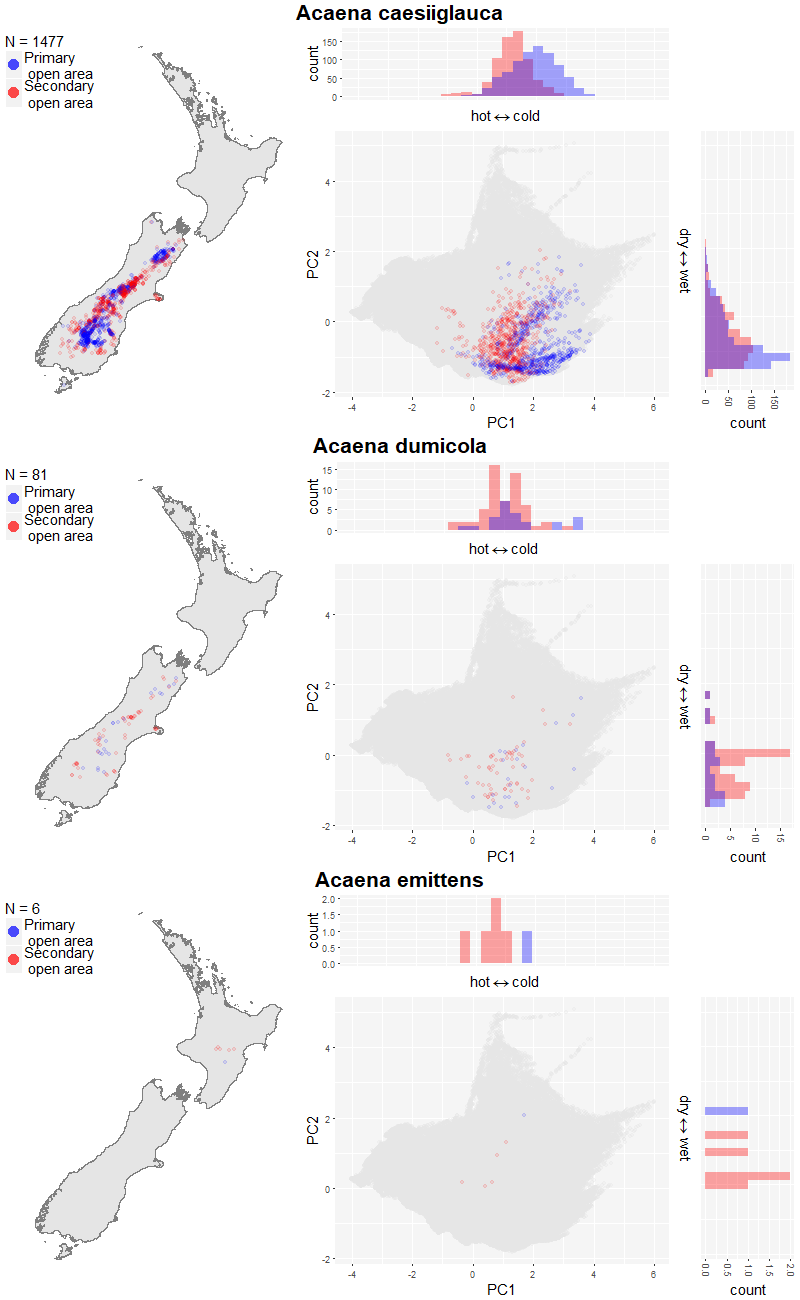 Acaena caesiiglauca
N = 1477
Primary
open area
Secondary
open area
count
150
100
50
0
hot↔cold
PC2
4
2
0
-2
-4
-2
0
2
4
6
PC1
dry↔wet
0
50
100
150
count
Acaena dumicola
N = 81
Primary
open area
Secondary
open area
count
15
10
5
0
hot↔cold
PC2
4
2
0
-2
-4
-2
0
2
4
6
PC1
dry↔wet
0
5
10
15
count
Acaena emittens
N = 6
Primary
open area
Secondary
open area
count
2.0
1.5
1.0
0.5
0.0
hot↔cold
PC2
4
2
0
-2
-4
-2
0
2
4
6
PC1
dry↔wet
0.0
0.5
1.0
1.5
2.0
count